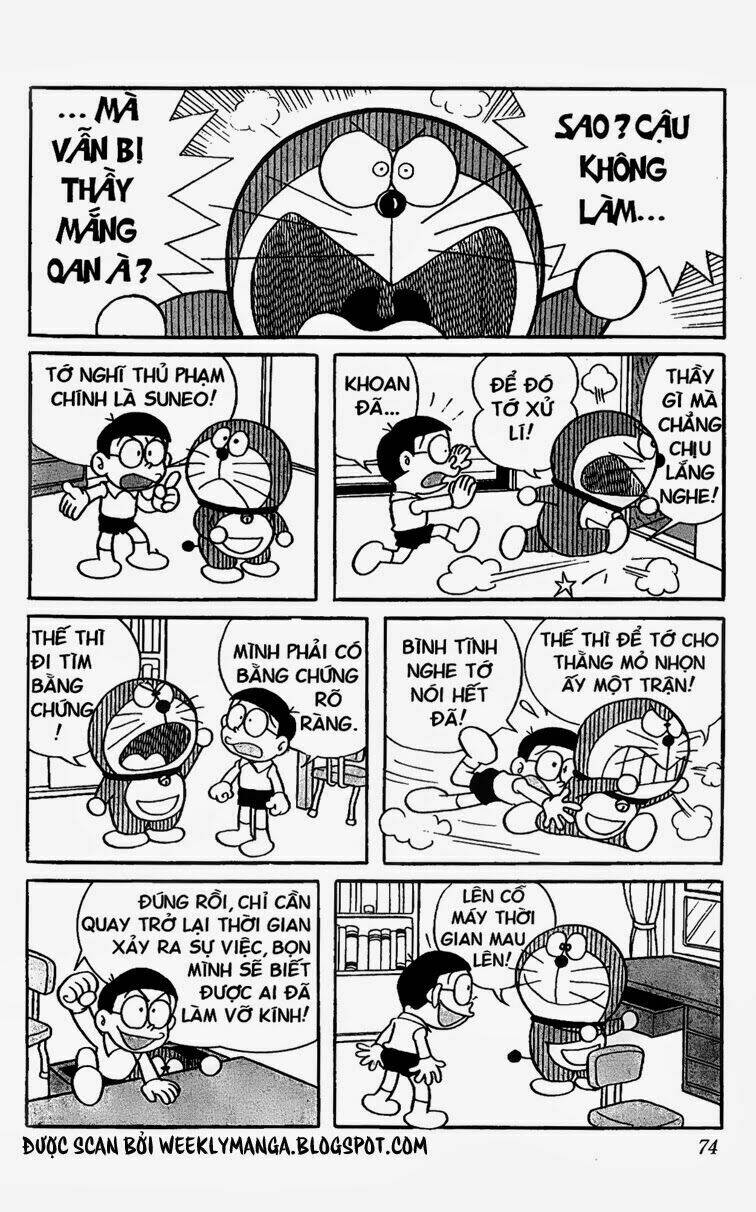 SAO? CẬU
KHÔNG
LÀM...
... MÀ
VẪN BỊ
THẦY
MẮNG
QAN À?
THẦY
GÌ MÀ
CHẲNG
CHỊU
LẮNG
NGHE!
ĐỂ ĐÓ
TỚ XỬ
LÍ!
KHOAN
ĐÃ...
TỚ NGHĨ THỦ PHẠM
CHÍNH LÀ SUNEO!
THẾ THÌ ĐỂ TỚ CHO
THẰNG MỎ NHỌN
ẤY MỘT TRẬN!
BÌNH TĨNH
NGHE TỚ
NÓI HẾT
ĐÃ!
MÌNH PHẢI CÓ
BẰNG CHỨNG
RÕ
RÀNG.
THẾ THÌ
ĐI TÌM
BẰNG
CHỨNG
!
LÊN CỖ
MÁY THỜI
GIAN MAU
LÊN!
ĐÚNG RỒI, CHỈ CẦN
QUAY TRỞ LẠI THỜI GIAN
XẢY RA SỰ VIỆC, BỌN
MÌNH SẼ BIẾT
ĐƯỢC AI ĐÃ
LÀM VỠ KÍNH!
ĐƯỢC SCAN BỞI WEEKLYMANGA.BLOGSPOT.COM
74